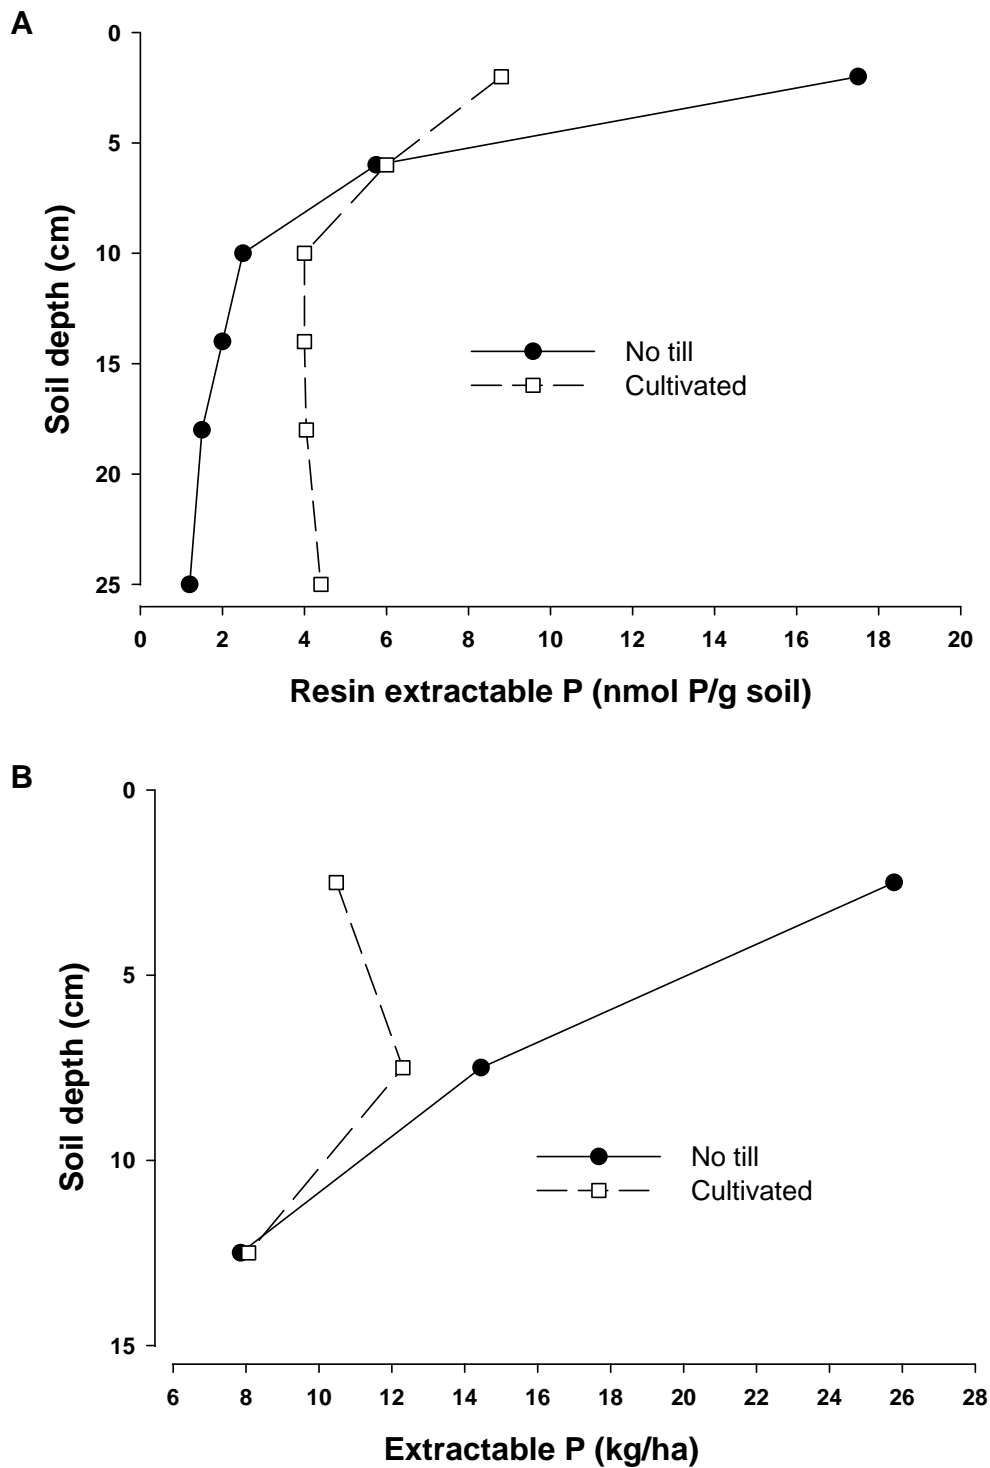 A
0
5
10
15
20
25
Soil depth (cm)
No till
Cultivated
0 2 4 6 8 10 12 14 16 18 20
Resin extractable P (nmol P/g soil)
B
0
5
10
15
Soil depth (cm)
No till
Cultivated
6 8 10 12 14 16 18 20 22 24 26 28
Extractable P (kg/ha)